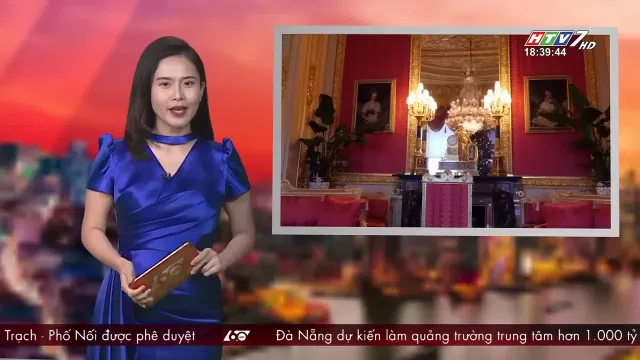 HTV7 HD
18:39:44
Trạch - Phố Nối được phê duyệt
60
Đà Nẵng dự kiến làm quảng trường trung tâm hơn 1.000 tỷ